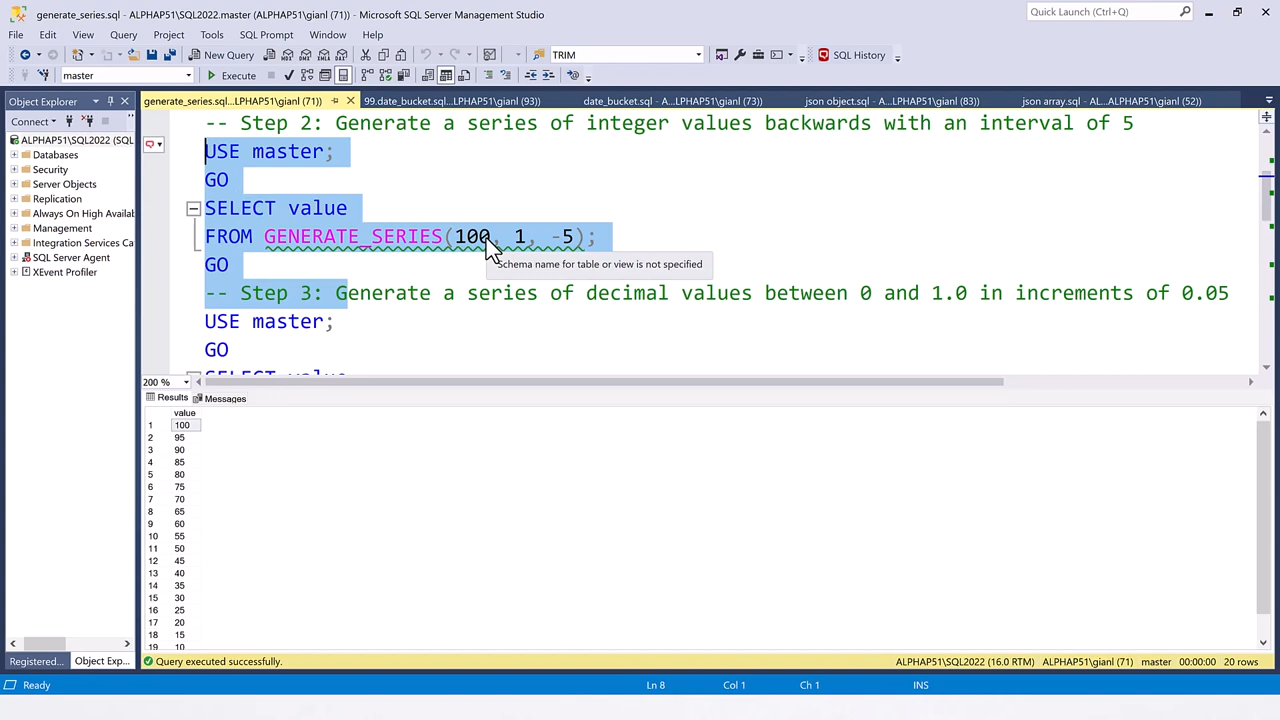 generate_series.sql - ALPHAP51\SQL2022.master (ALPHAP51\gianl (71)) - Microsoft SQL Server Management Studio
Quick Launch (Ctrl+Q)
File Edit View Query Project Tools SQL Prompt Window Help
New Query
TRIM
SQL History
master
Execute
Object Explorer
generate_series.sql...LPHAP51\gianl (71))
99.date_bucket.sql...LPHAP51\gianl (93))
date_bucket.sql - A...LPHAP51\gianl (73))
json object.sql - A...LPHAP51\gianl (83))
json array.sql - AL...ALPHAP51\gianl (52))
Connect
ALPHAP51\SQL2022 (SQL
Databases
Security
Server Objects
Replication
Always On High Availab
Management
Integration Services Ca
SQL Server Agent
XEvent Profiler
-- Step 2: Generate a series of integer values backwards with an interval of 5
USE master;
GO
SELECT value
FROM GENERATE_SERIES(100, 1, -5);
Schema name for table or view is not specified
GO
-- Step 3: Generate a series of decimal values between 0 and 1.0 in increments of 0.05
USE master;
GO
SELECT value
200 %
Results Messages
value
1 100
2 95
3 90
4 85
5 80
6 75
7 70
8 65
9 60
10 55
11 50
12 45
13 40
14 35
15 30
16 25
17 20
18 15
19 10
Registered... Object Exp...
Query executed successfully.
ALPHAP51\SQL2022 (16.0 RTM) ALPHAP51\gianl (71) master 00:00:00 20 rows
Ready
Ln 8 Col 1 Ch 1 INS